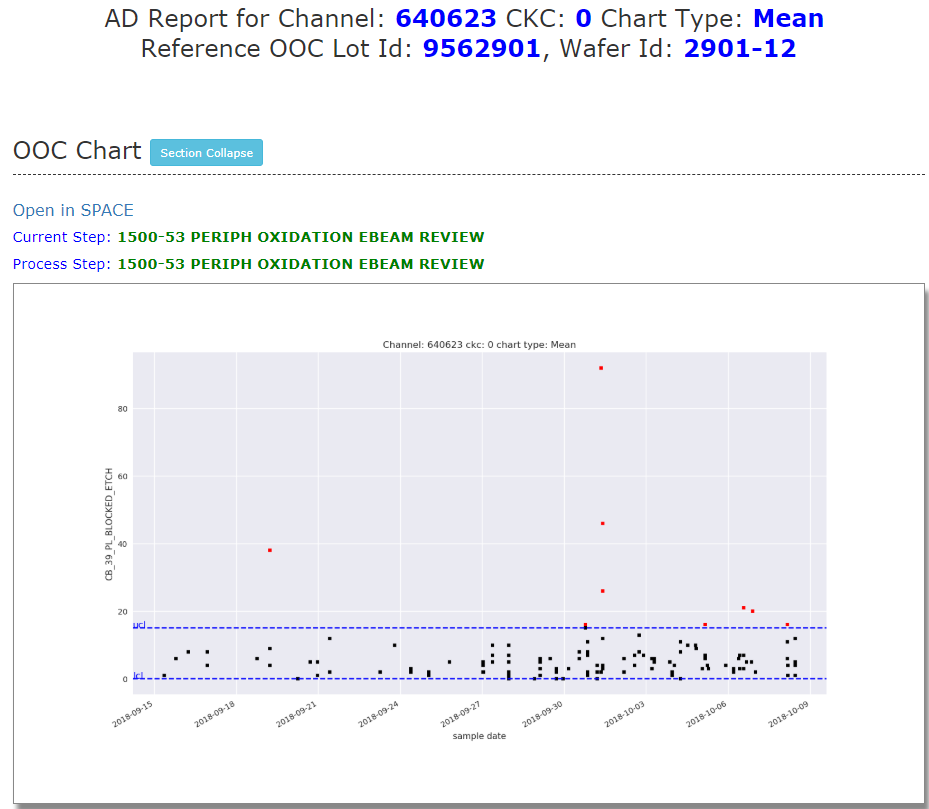 AD Report for Channel: 640623 CKC: 0 Chart Type: Mean
Reference OOC Lot Id: 9562901, Wafer Id: 2901-12
OOC Chart Section Collapse
Open in SPACE
Current Step: 1500-53 PERIPH OXIDATION EBEAM REVIEW
Process Step: 1500-53 PERIPH OXIDATION EBEAM REVIEW
Channel: 640623 ckc: 0 chart type: Mean
CB_39_PL_BLOCKED_ETCH
80
60
40
20
0
ucl
lcl
2018-09-15
2018-09-18
2018-09-21
2018-09-24
2018-09-27
2018-09-30
2018-10-03
2018-10-06
2018-10-09
sample date